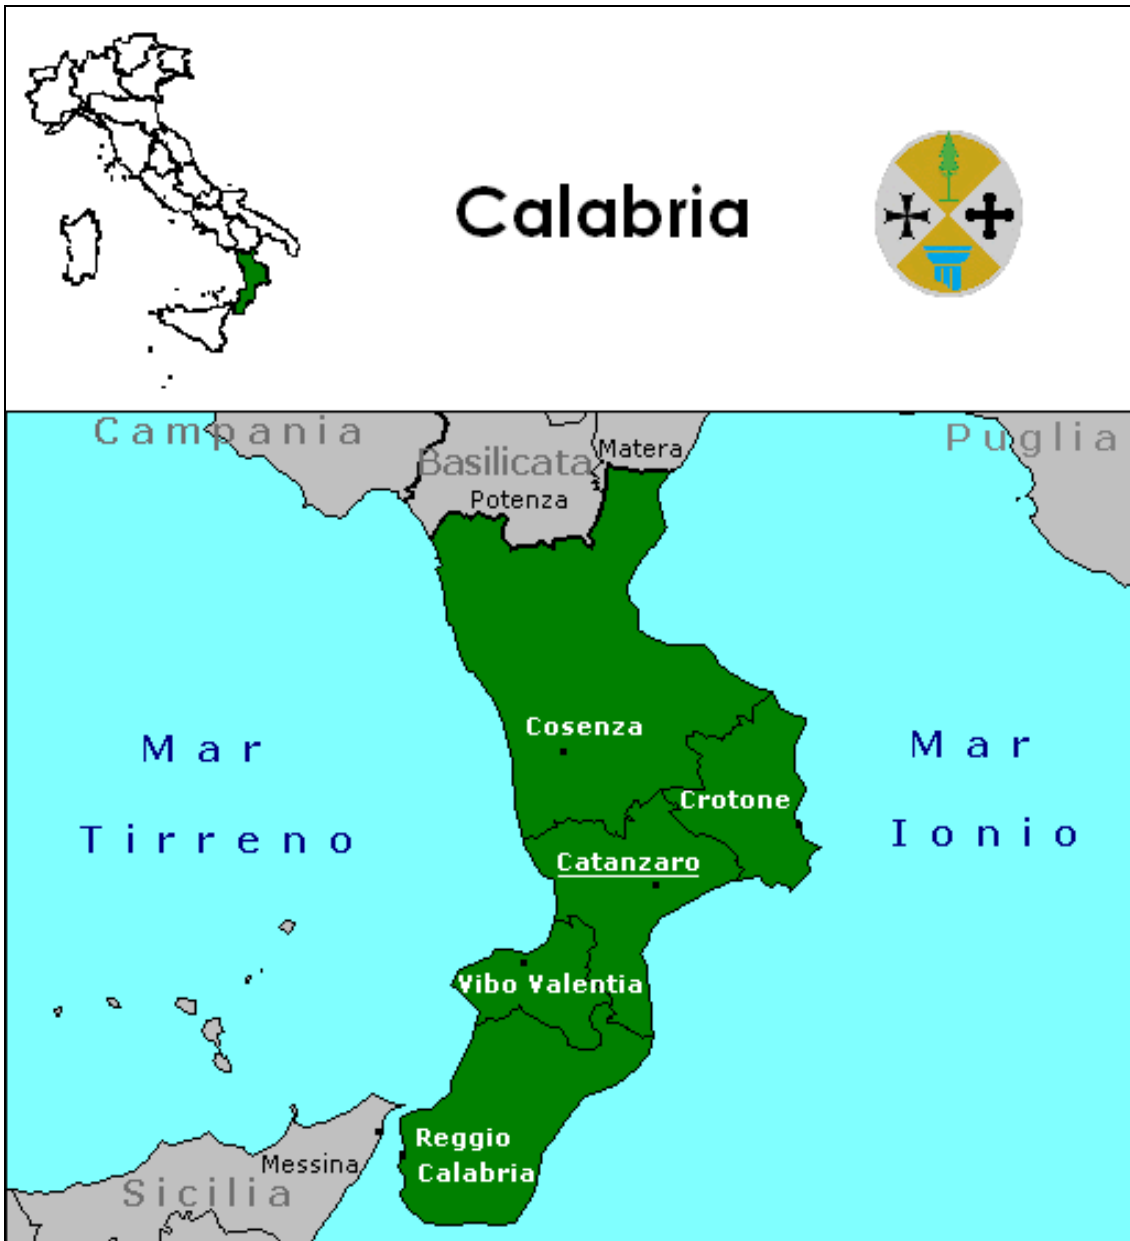 Calabria
Campania
Basilicata
Matera
Puglia
Potenza
Cosenza
Mar
Tirreno
Mar
Ionio
Crotone
Catanzaro
Vibo Valentia
Reggio
Calabria
Messina
Sicilia